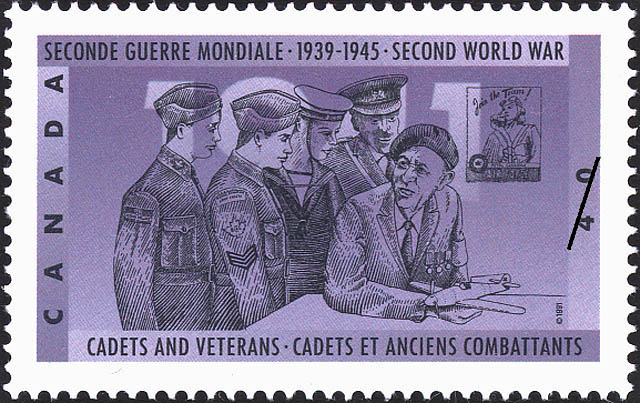 SECONDE GUERRE MONDIALE · 1939-1945 · SECOND WORLD WAR
CANADA
1941
Join the Team!
40
© 1991
CADETS AND VETERANS · CADETS ET ANCIENS COMBATTANTS